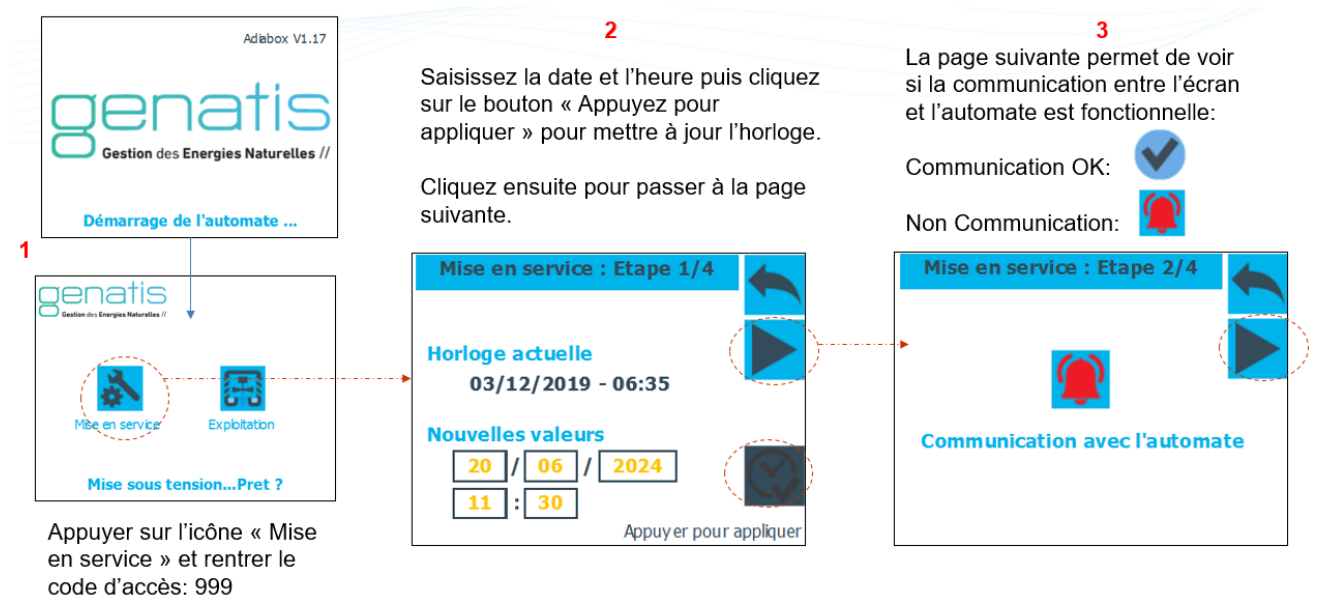 Adiabox V1.17
genatis
Gestion des Energies Naturelles //
Démarrage de l'automate ...
1
genatis
Gestion des Energies Naturelles //
Mise en service
Exploitation
Mise sous tension...Pret ?
Appuyer sur l'icône « Mise
en service » et rentrer le
code d'accès: 999
2
Saisissez la date et l'heure puis cliquez
sur le bouton « Appuyez pour
appliquer » pour mettre à jour l'horloge.
Cliquez ensuite pour passer à la page
suivante.
Mise en service : Etape 1/4
Horloge actuelle
03/12/2019 - 06:35
Nouvelles valeurs
20 / 06 / 2024
11 : 30
Appuyer pour appliquer
3
La page suivante permet de voir
si la communication entre l'écran
et l'automate est fonctionnelle:
Communication OK:
Non Communication:
Mise en service : Etape 2/4
Communication avec l'automate